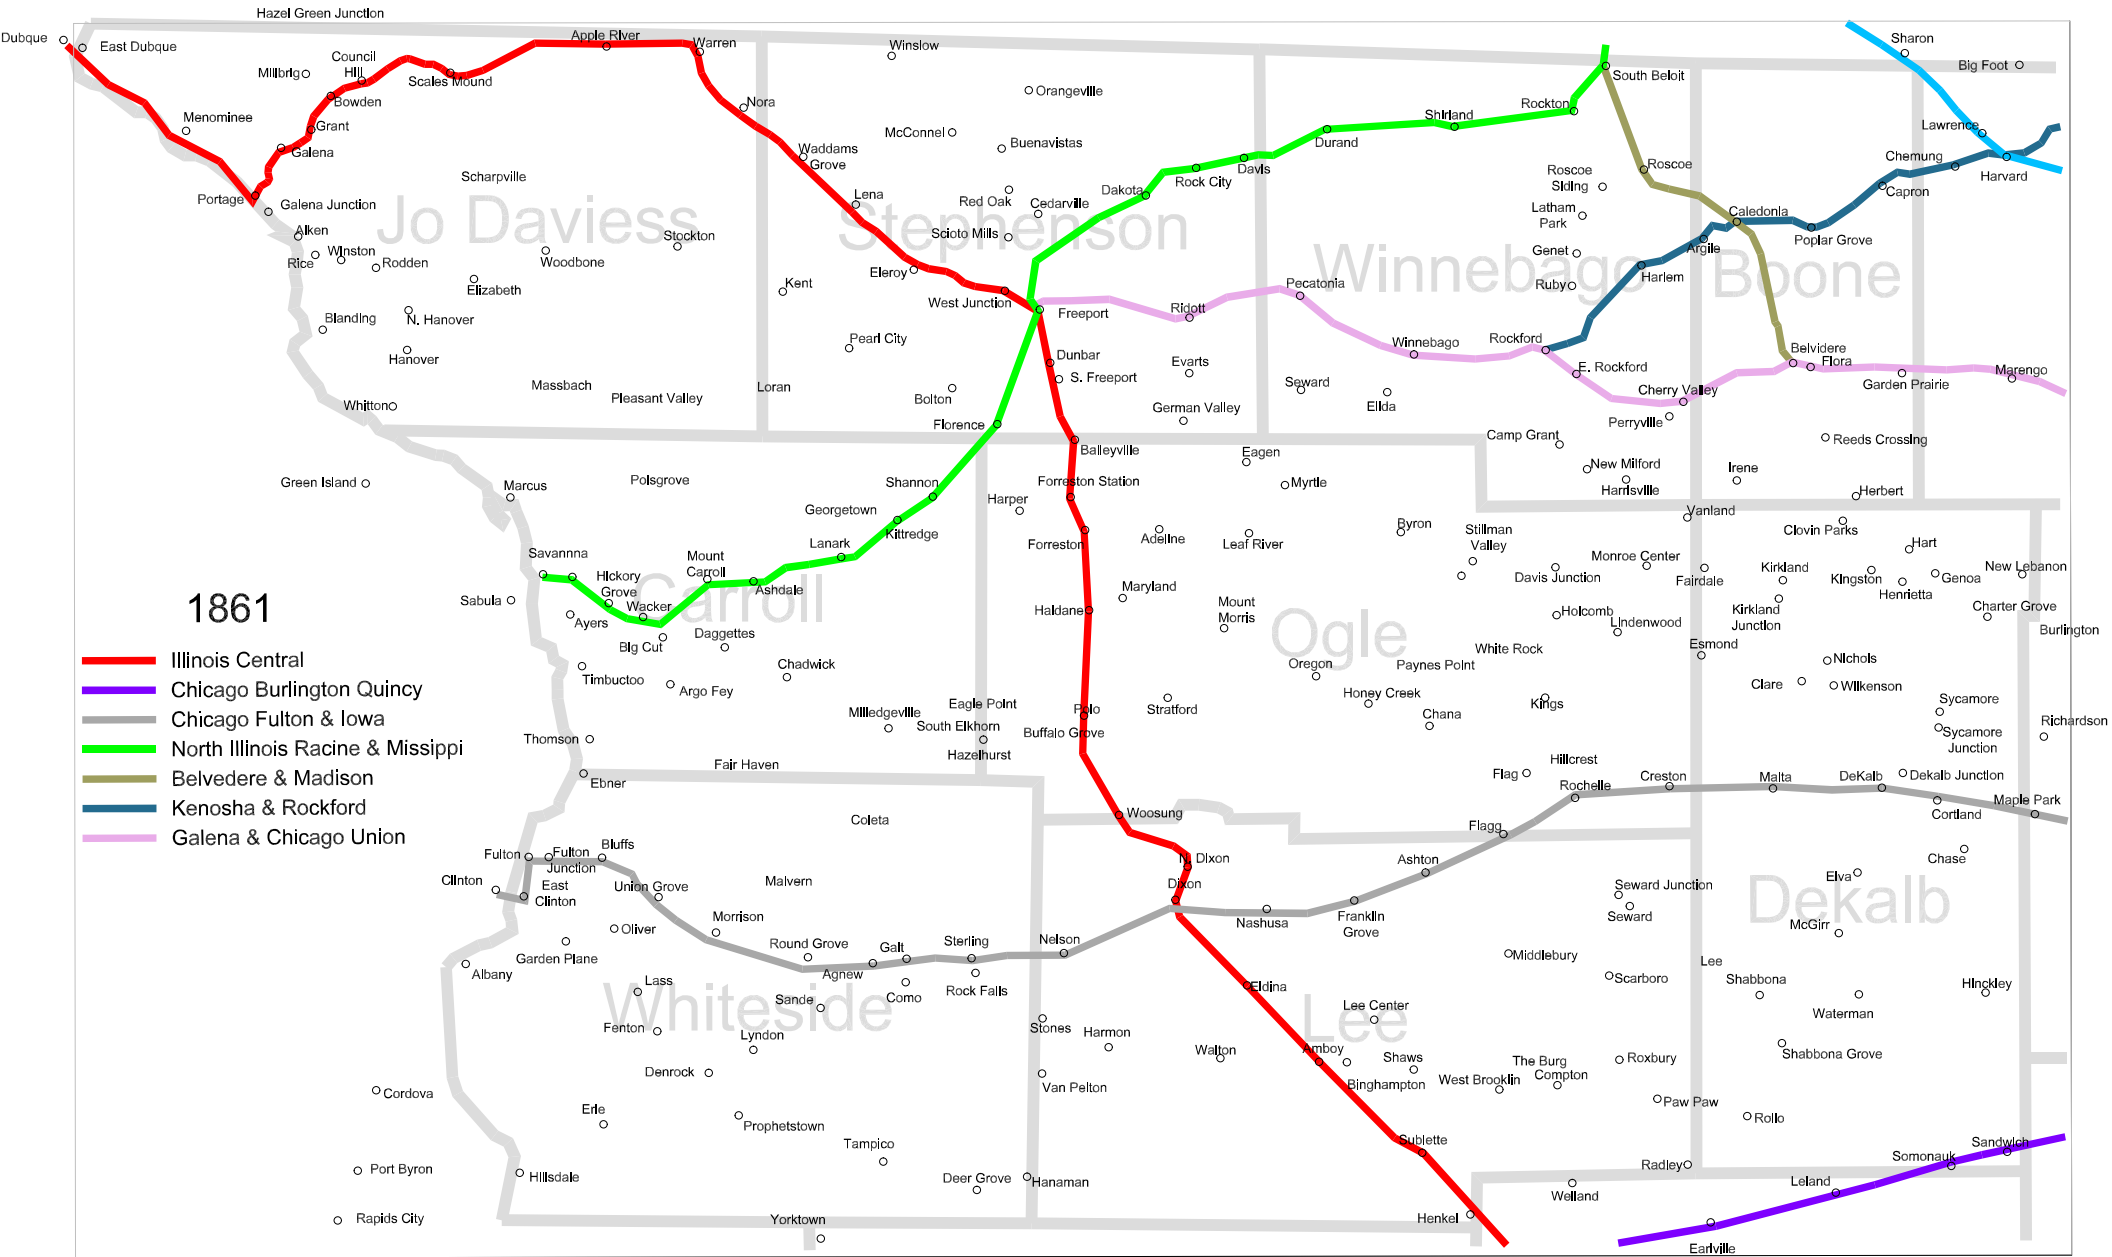 Hazel Green Junction
Dubque
East Dubque
Apple River
Warren
Winslow
Sharon
Big Foot
Council
Hill
Millbrig
Scales Mound
South Beloit
Bowden
Orangeville
Rockton
Nora
Menominee
Grant
McConnel
Buenavistas
Shirland
Durand
Lawrence
Galena
Waddams
Grove
Chemung
Harvard
Scharpville
Rock City
Davis
Roscoe
Roscoe
Siding
Capron
Portage
Galena Junction
Lena
Red Oak
Cedarville
Dakota
Latham
Park
Caledonia
Jo Daviess
Stephenson
Aiken
Winston
Rice
Rodden
Woodbone
Stockton
Scioto Mills
Genet
Argile
Poplar Grove
Winnebago
Boone
Elizabeth
Kent
Eleroy
West Junction
Freeport
Pecatonia
Ruby
Harlem
Blanding
N. Hanover
Ridott
Hanover
Pearl City
Dunbar
Evarts
Winnebago
Rockford
E. Rockford
Belvidere
Flora
S. Freeport
Massbach
Pleasant Valley
Loran
Bolton
Seward
Ellda
Cherry Valley
Garden Prairie
Marengo
Whitton
German Valley
Perryville
Florence
Camp Grant
Reeds Crossing
Balleyville
Eagen
New Milford
Harrisville
Irene
Green Island
Marcus
Polsgrove
Shannon
Harper
Forreston Station
Myrtle
Herbert
Georgetown
Kittredge
Vanland
Clovin Parks
Byron
Stillman
Valley
Savannna
Mount
Carroll
Lanark
Forreston
Adeline
Leaf River
Davis Junction
Monroe Center
Fairdale
Kirkland
Kingston
Hart
Henrietta
Genoa
New Lebanon
Hickory
Grove
Ashdale
Carroll
1861
Sabula
Ayers
Wacker
Haldane
Maryland
Mount
Morris
Ogle
Holcomb
Lindenwood
Kirkland
Junction
Charter Grove
Burlington
Big Cut
Daggettes
White Rock
Esmond
Illinois Central
Timbuctoo
Chadwick
Oregon
Paynes Point
Nichols
Chicago Burlington Quincy
Argo Fey
Honey Creek
Clare
Wilkenson
Chicago Fulton & Iowa
Milledgeville
Eagle Point
South Elkhorn
Polo
Buffalo Grove
Stratford
Chana
Kings
Sycamore
Sycamore
Junction
Richardson
North Illinois Racine & Missippi
Thomson
Hazelhurst
Fair Haven
Belvedere & Madison
Ebner
Flag
Hillcrest
Rochelle
Creston
Malta
DeKalb
Dekalb Junction
Kenosha & Rockford
Coleta
Woosung
Cortland
Maple Park
Galena & Chicago Union
Fulton
Fulton
Junction
Bluffs
Flagg
N. Dixon
Ashton
Chase
Clinton
East
Clinton
Union Grove
Malvern
Dixon
Seward Junction
Seward
Elva
Dekalb
Oliver
Morrison
Nashusa
Franklin
Grove
McGirr
Garden Plane
Round Grove
Galt
Sterling
Nelson
Middlebury
Albany
Lass
Agnew
Como
Rock Falls
Eldina
Scarboro
Lee
Shabbona
Waterman
Hinckley
Whiteside
Sande
Lee
Lee Center
Fenton
Lyndon
Stones
Harmon
Walton
Amboy
Binghampton
Shaws
The Burg
Compton
Roxbury
Shabbona Grove
Denrock
Van Pelton
West Brooklin
Cordova
Erie
Prophetstown
Paw Paw
Rollo
Tampico
Sublette
Somonauk
Sandwich
Port Byron
Hillsdale
Deer Grove
Hanaman
Radley
Welland
Leland
Rapids City
Yorktown
Henkel
Earlville